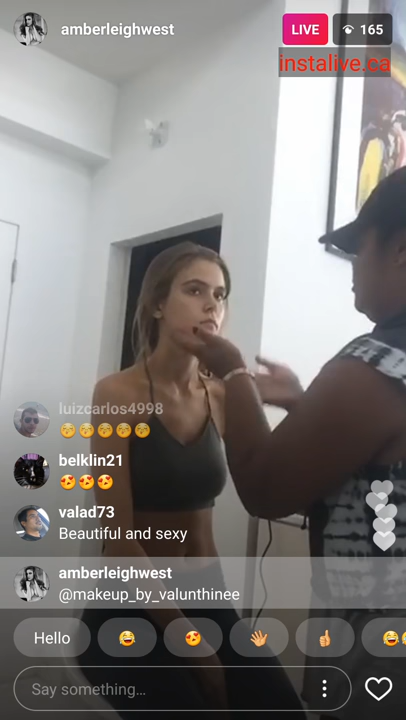 amberleighwest
LIVE
165
instalive.ca
luizcarlos4998
😚😚😚😚😚
belklin21
😍😍😍
valad73
Beautiful and sexy
amberleighwest
@makeup_by_valunthinee
Hello 😂 😍 👋 👍 😂
Say something...